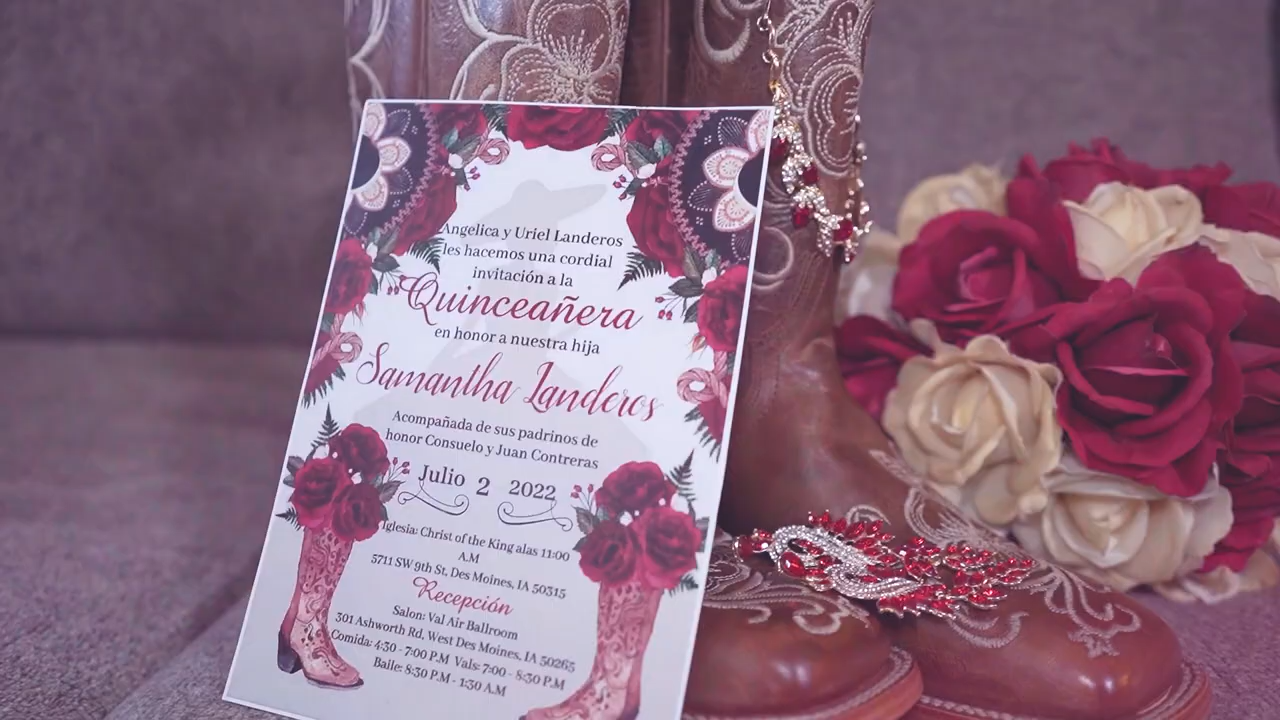 Angelica y Uriel Landeros
les hacemos una cordial
invitación a la
Quinceañera
en honor a nuestra hija
Samantha Landeros
Acompañada de sus padrinos de
honor Consuelo y Juan Contreras
Julio 2 2022
Iglesia: Christ of the King alas 11:00
A.M
5711 SW 9th St, Des Moines, IA 50315
Recepción
Salon: Val Air Ballroom
301 Ashworth Rd, West Des Moines, IA 50265
Comida: 4:30 - 7:00 P.M Vals: 7:00 - 8:30 P.M
Baile: 8:30 P.M - 1:30 A.M